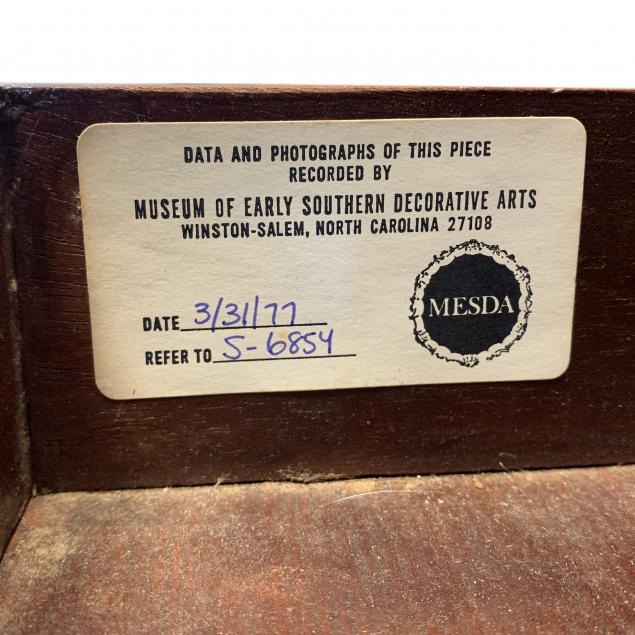 DATA AND PHOTOGRAPHS OF THIS PIECE
RECORDED BY
MUSEUM OF EARLY SOUTHERN DECORATIVE ARTS
WINSTON-SALEM, NORTH CAROLINA 27108
MESDA
DATE 3/31/77
REFER TO S-6854